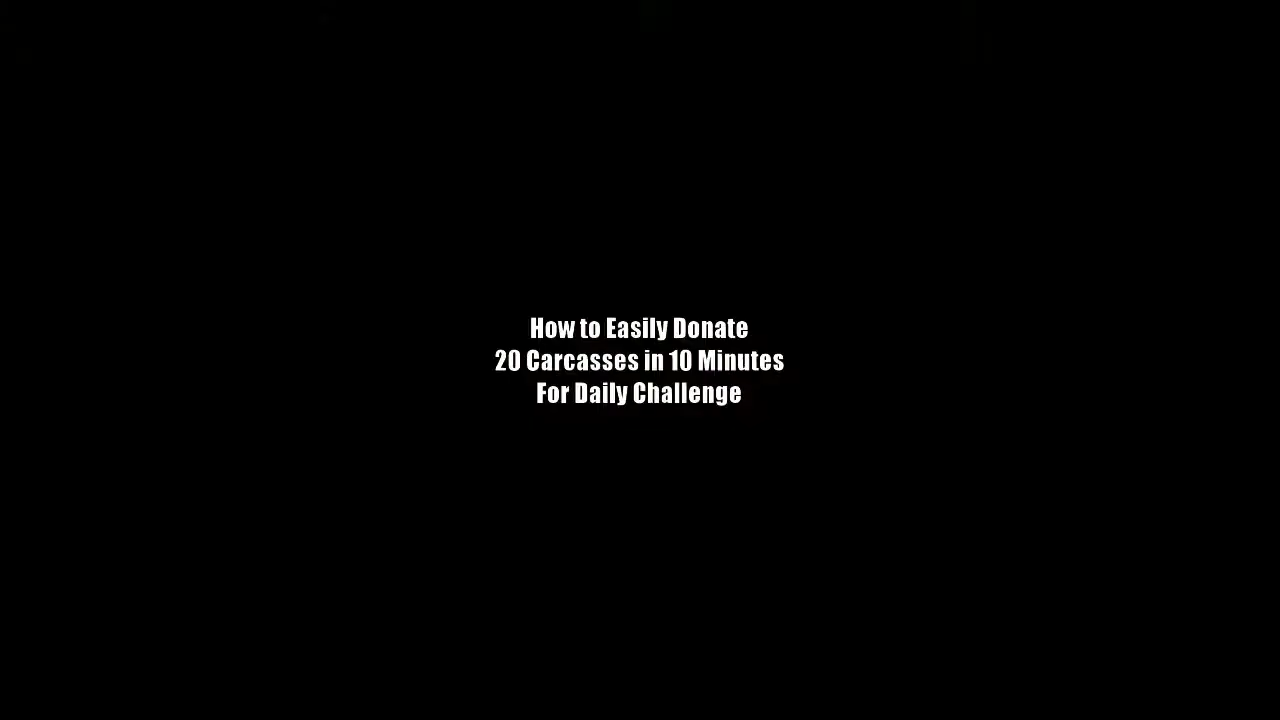 How to Easily Donate
20 Carcasses in 10 Minutes
For Daily Challenge